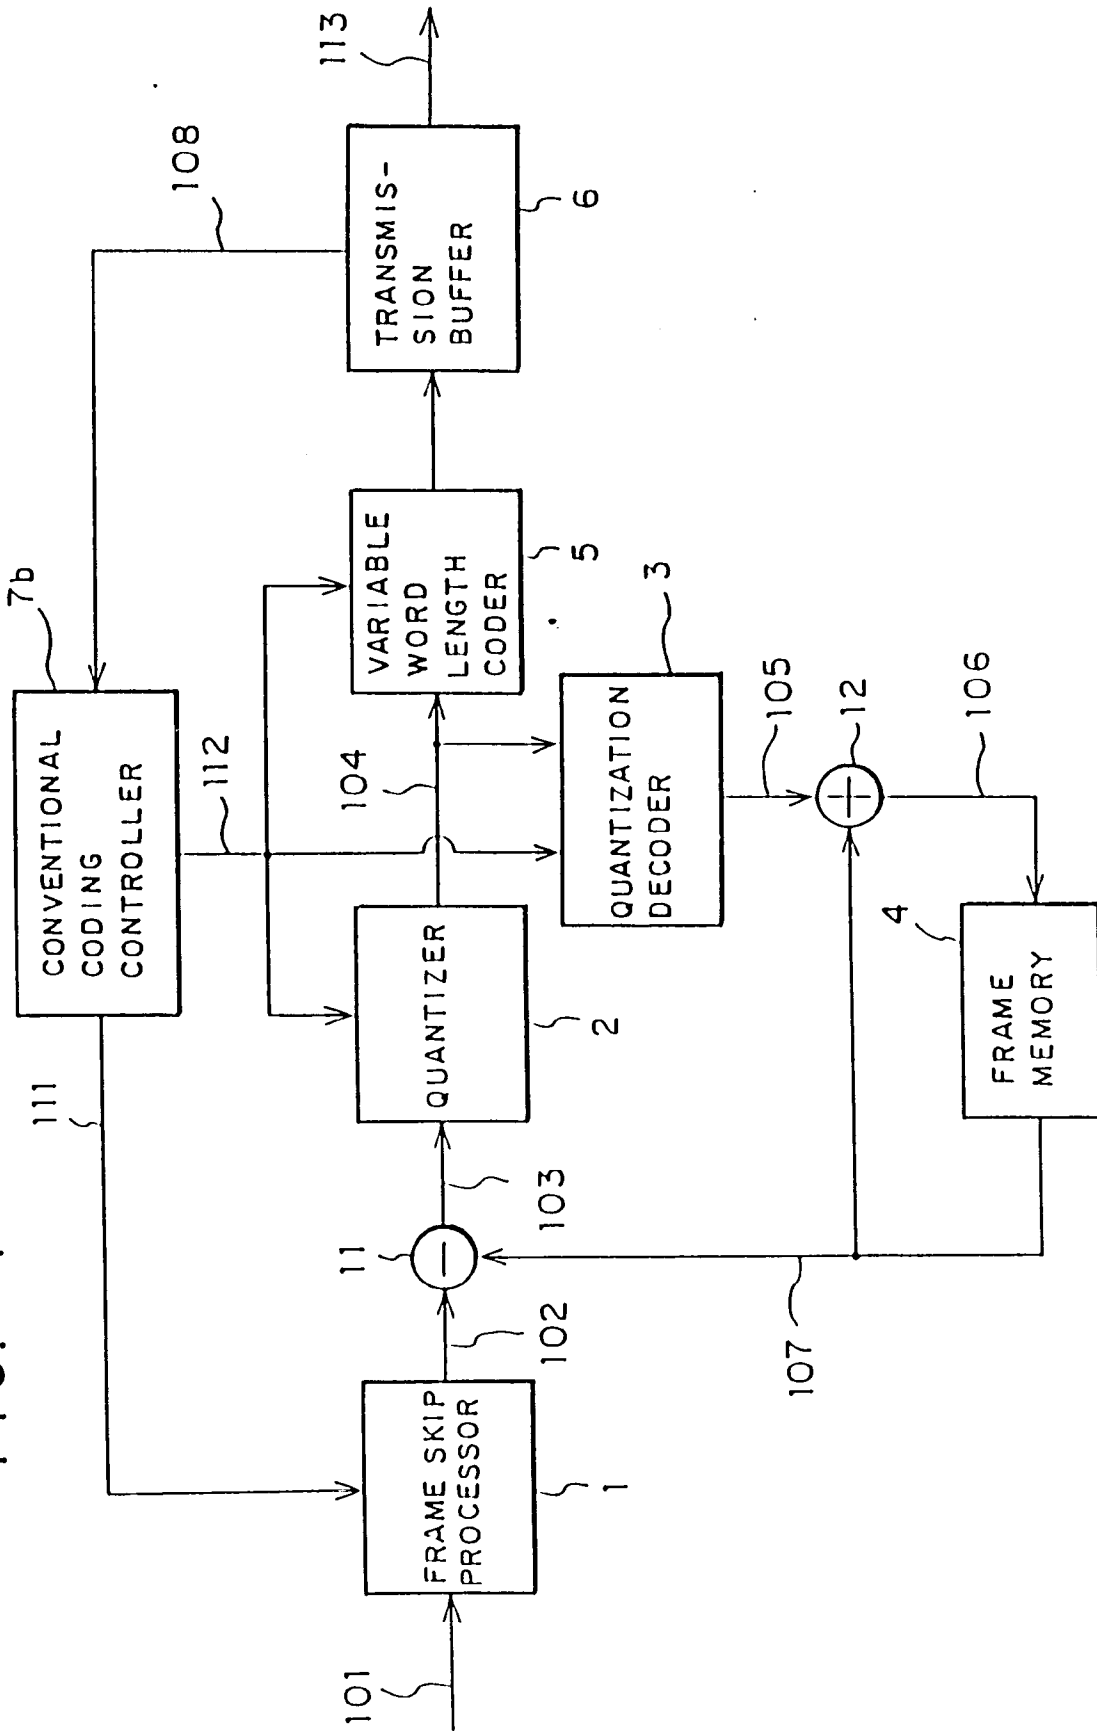 7b
CONVENTIONAL
CODING
CONTROLLER
108
113
111
112
TRANSMIS-
SION
BUFFER
6
VARIABLE
WORD
LENGTH
CODER
5
104
QUANTIZER
2
103
11
102
FRAME SKIP
PROCESSOR
1
101
QUANTIZATION
DECODER
3
105
12
106
4
FRAME
MEMORY
107